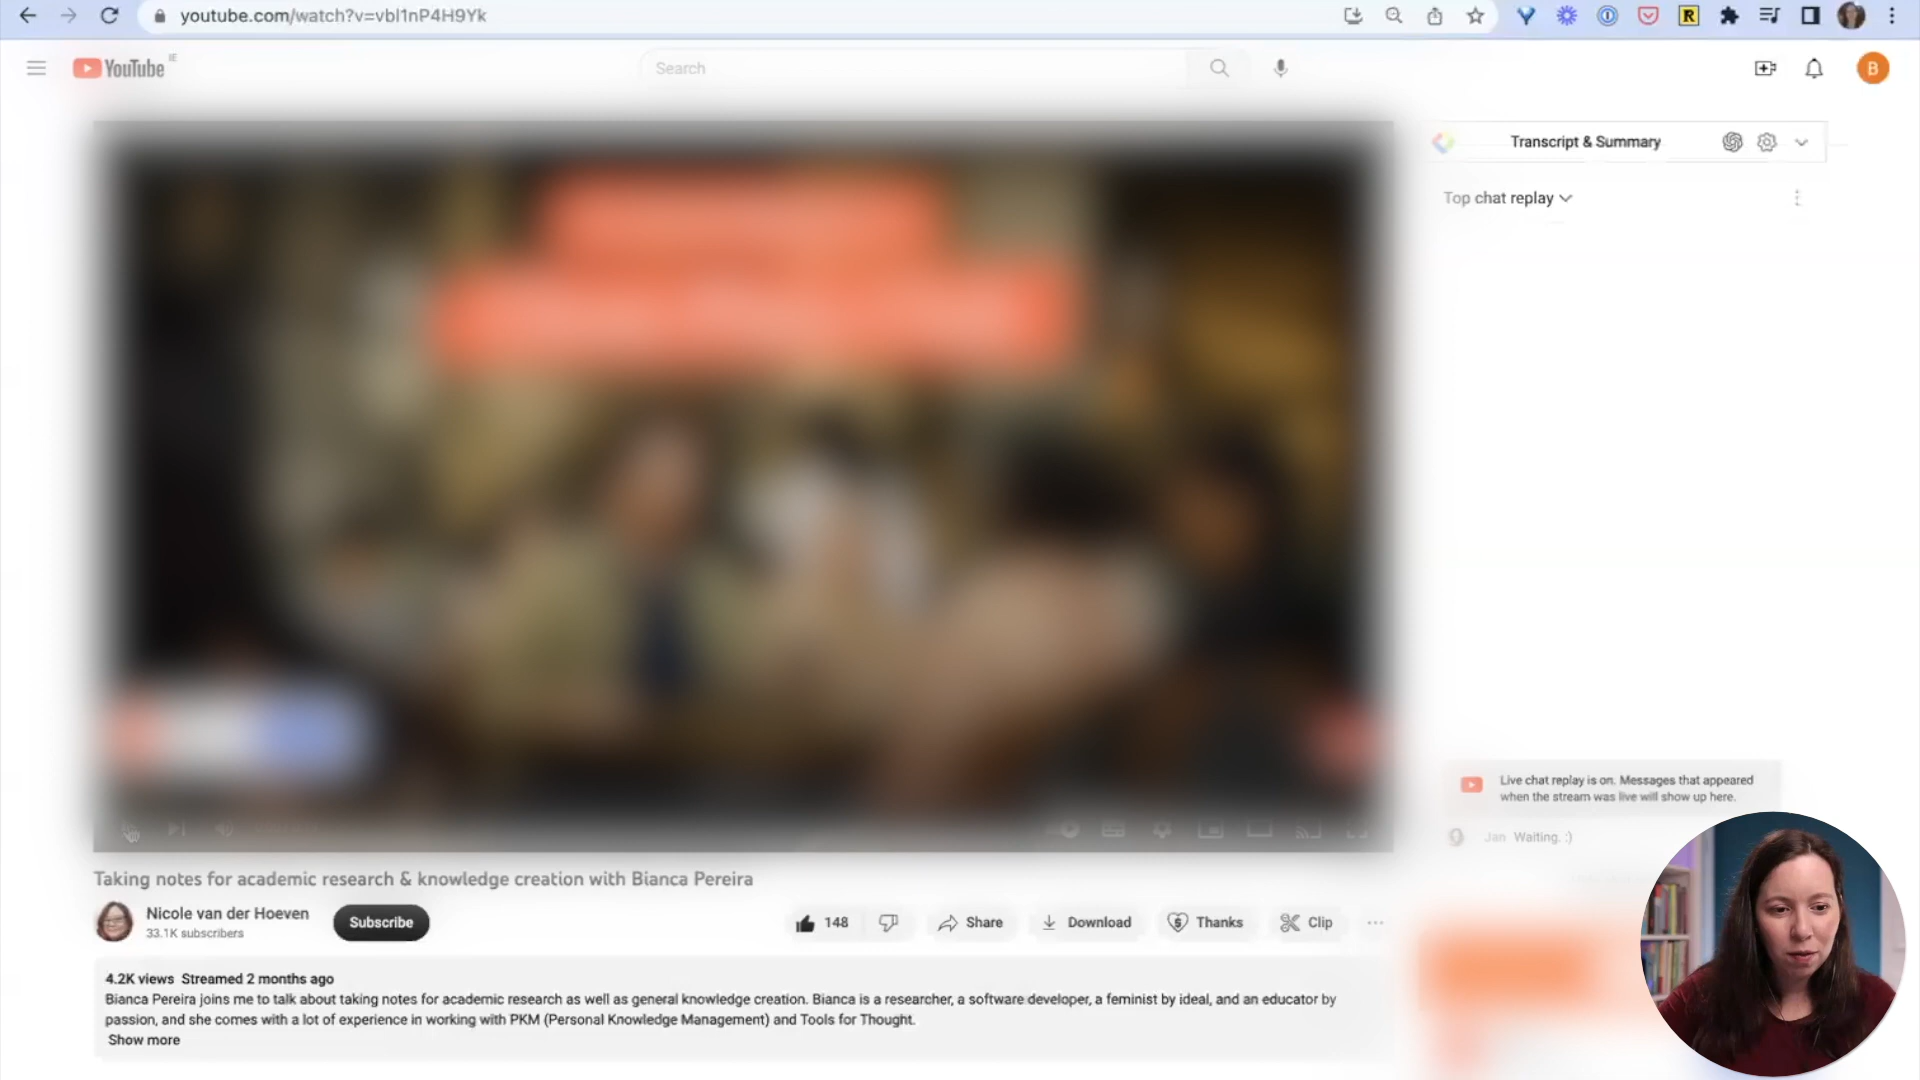 youtube.com/watch?v=vbl1nP4H9Yk
YouTube IE
Search
B
Transcript & Summary
Top chat replay
Live chat replay is on. Messages that appeared
when the stream was live will show up here.
Jan Waiting. :)
Taking notes for academic research & knowledge creation with Bianca Pereira
Nicole van der Hoeven
33.1K subscribers
Subscribe
148
Share
Download
Thanks
Clip
4.2K views Streamed 2 months ago
Bianca Pereira joins me to talk about taking notes for academic research as well as general knowledge creation. Bianca is a researcher, a software developer, a feminist by ideal, and an educator by
passion, and she comes with a lot of experience in working with PKM (Personal Knowledge Management) and Tools for Thought.
Show more